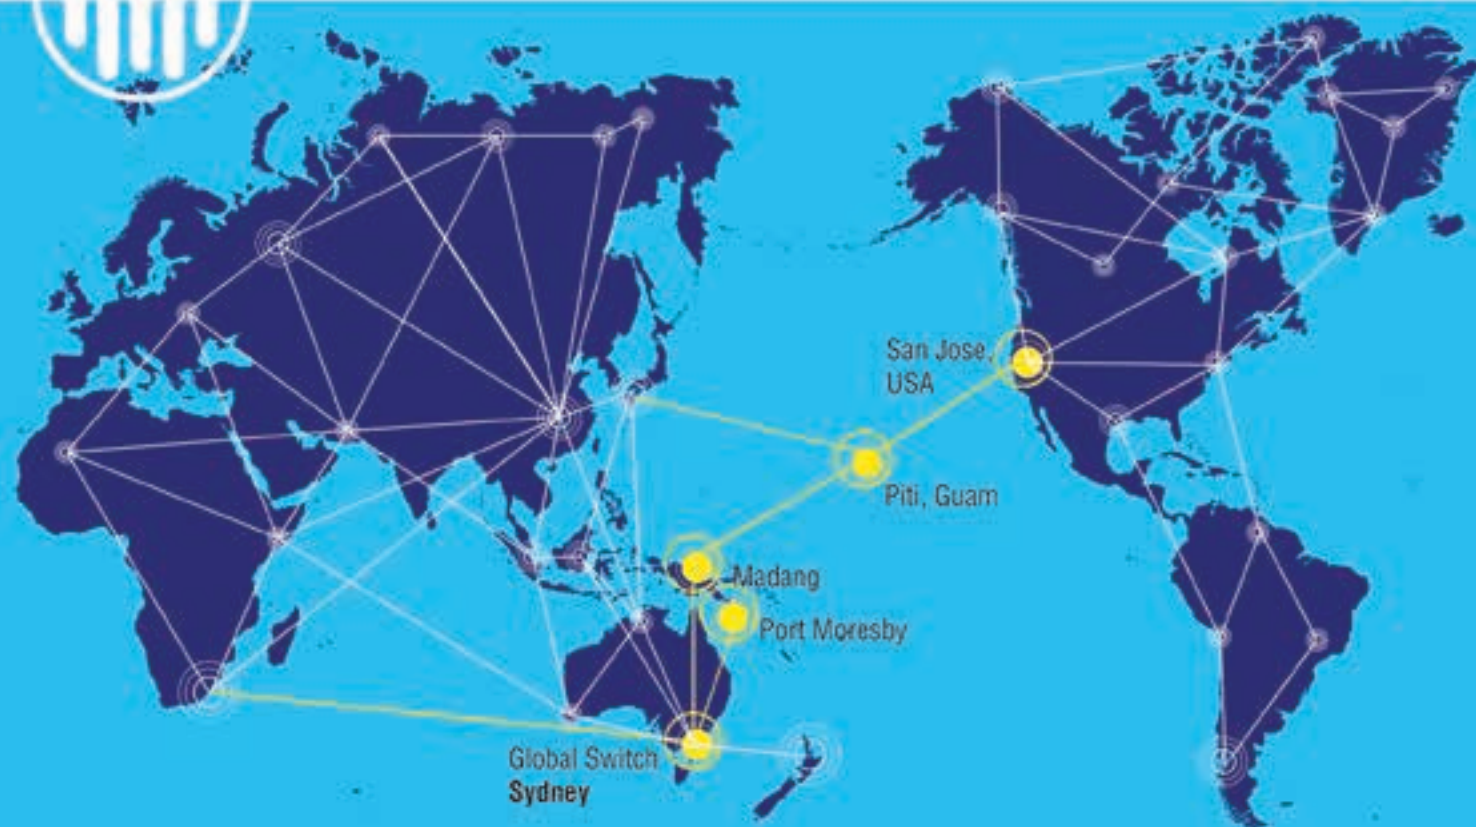 San Jose,
USA
Piti, Guam
Madang
Port Moresby
Global Switch
Sydney